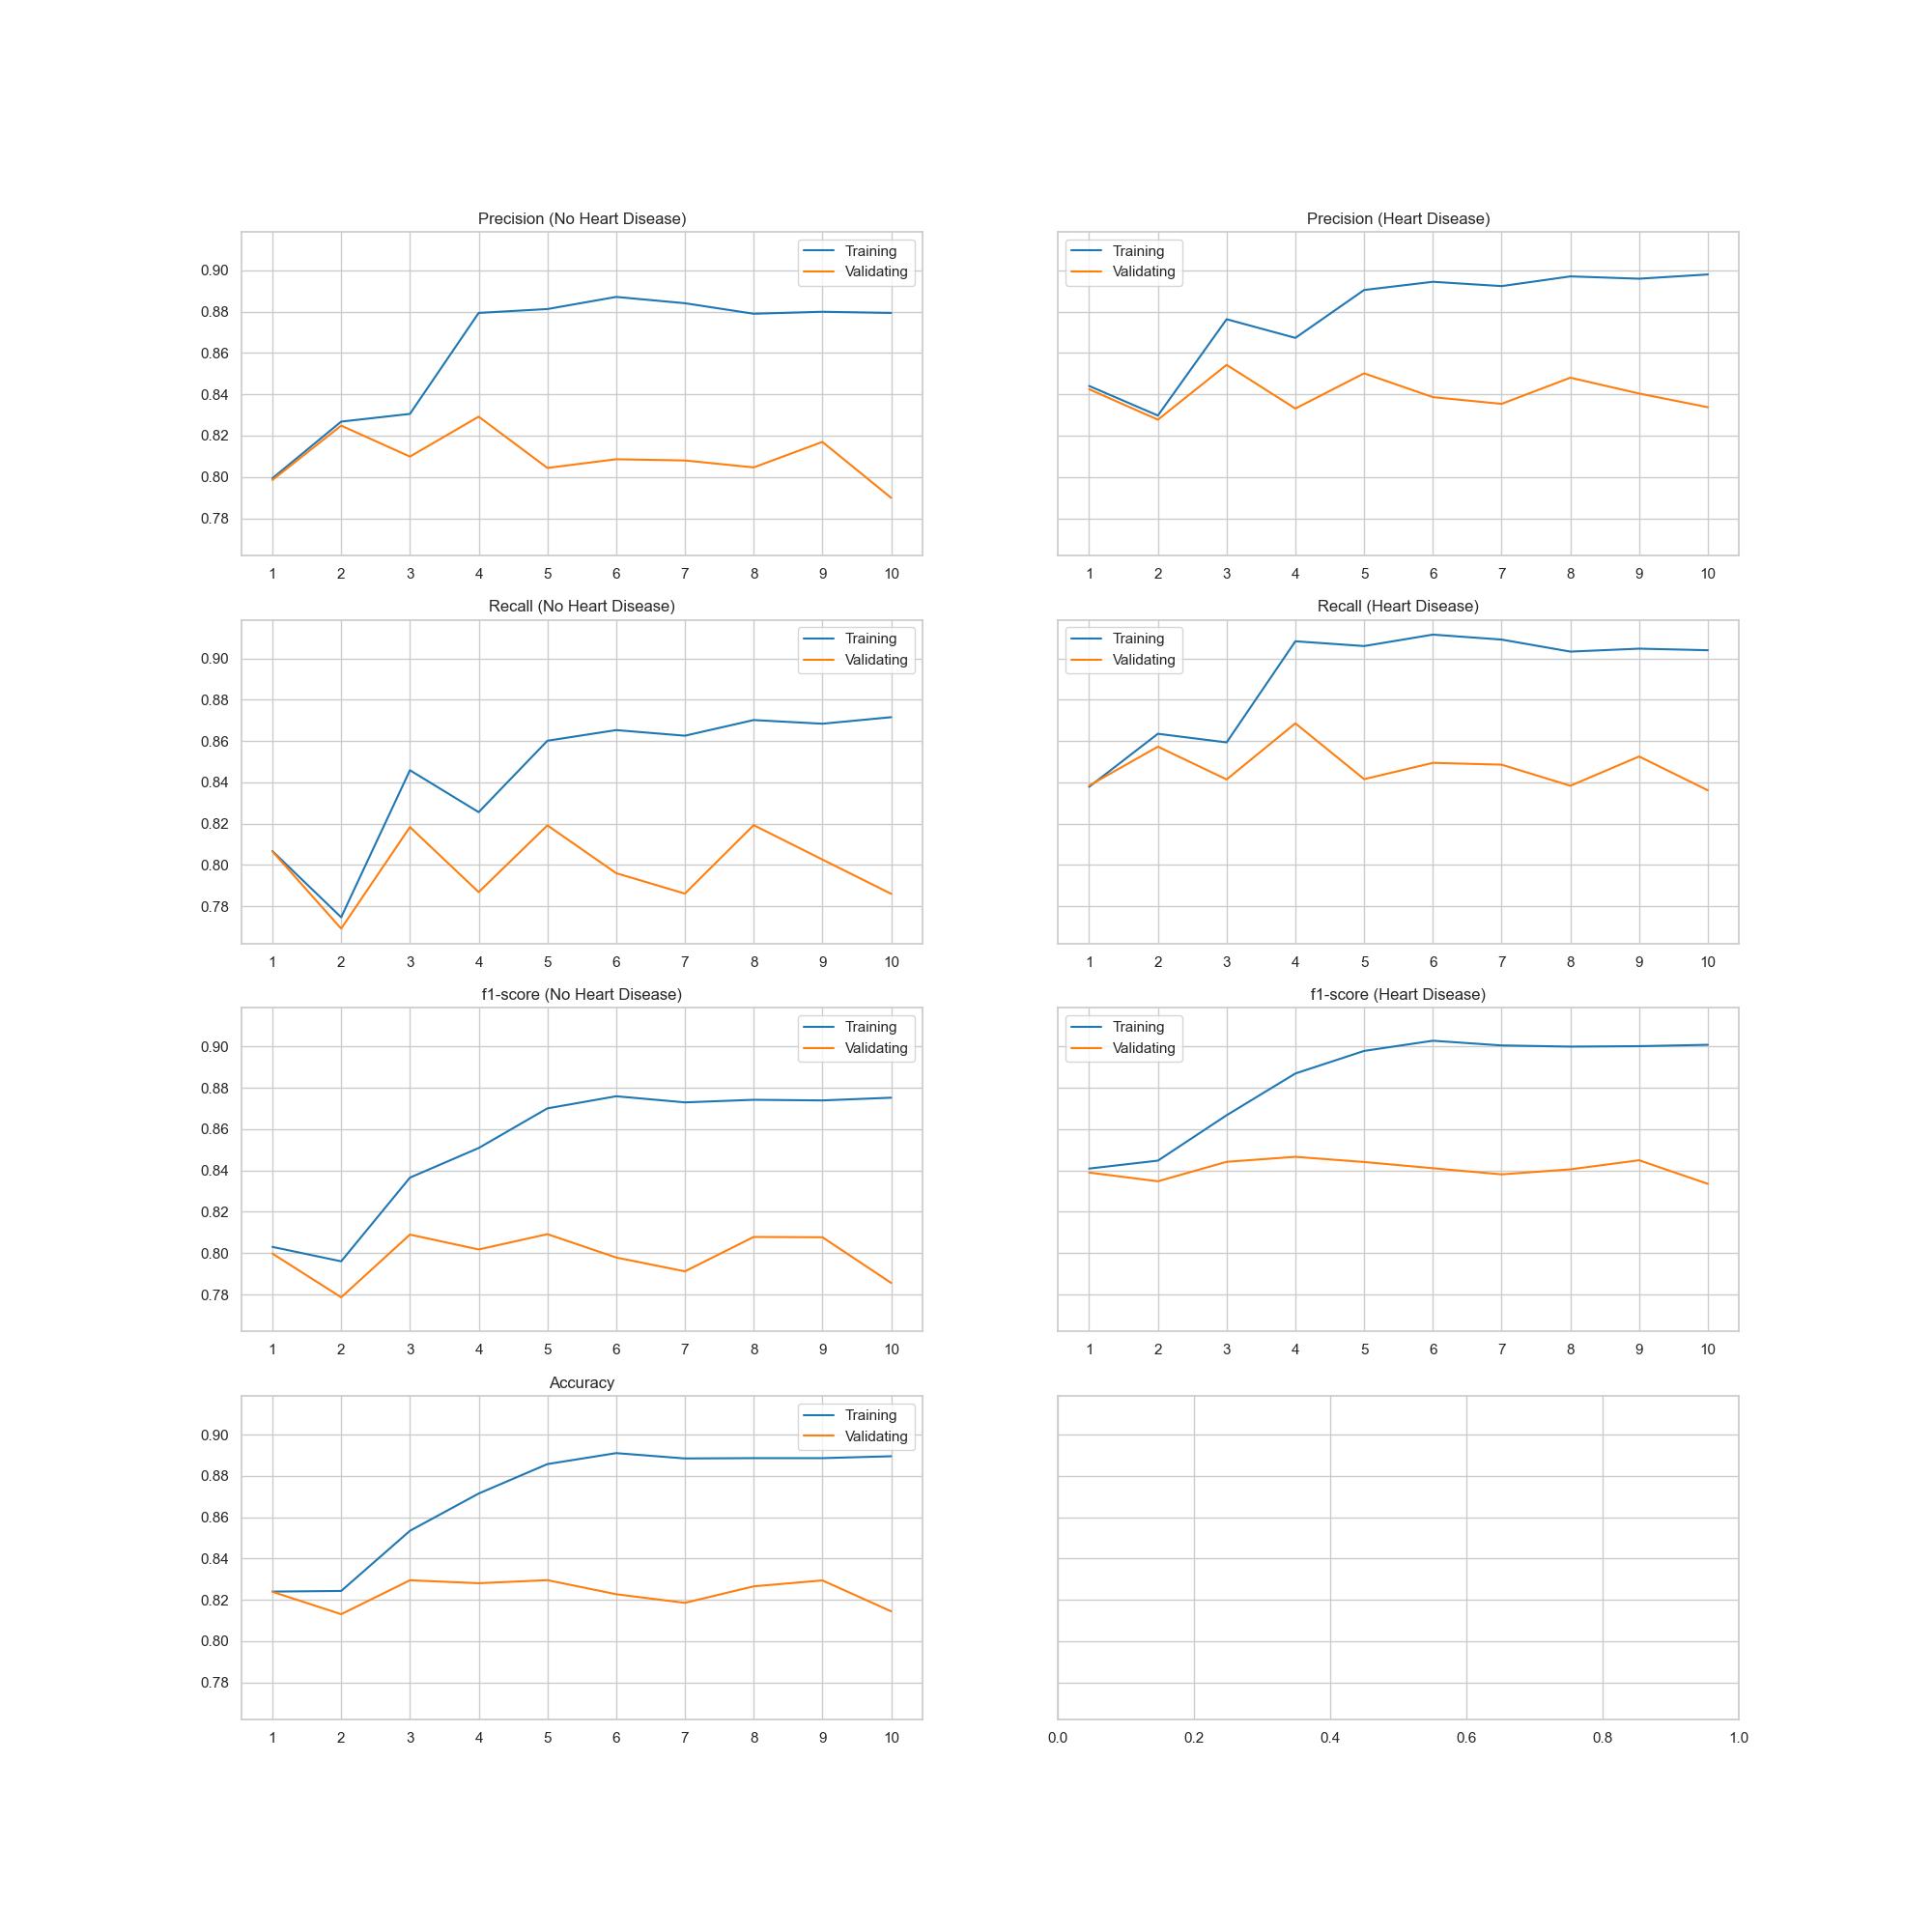 Precision (No Heart Disease)
Training
Validating
0.90
0.88
0.86
0.84
0.82
0.80
0.78
1 2 3 4 5 6 7 8 9 10
Precision (Heart Disease)
Training
Validating
1 2 3 4 5 6 7 8 9 10
Recall (No Heart Disease)
Training
Validating
0.90
0.88
0.86
0.84
0.82
0.80
0.78
1 2 3 4 5 6 7 8 9 10
Recall (Heart Disease)
Training
Validating
1 2 3 4 5 6 7 8 9 10
f1-score (No Heart Disease)
Training
Validating
0.90
0.88
0.86
0.84
0.82
0.80
0.78
1 2 3 4 5 6 7 8 9 10
f1-score (Heart Disease)
Training
Validating
1 2 3 4 5 6 7 8 9 10
Accuracy
Training
Validating
0.90
0.88
0.86
0.84
0.82
0.80
0.78
1 2 3 4 5 6 7 8 9 10
0.0 0.2 0.4 0.6 0.8 1.0